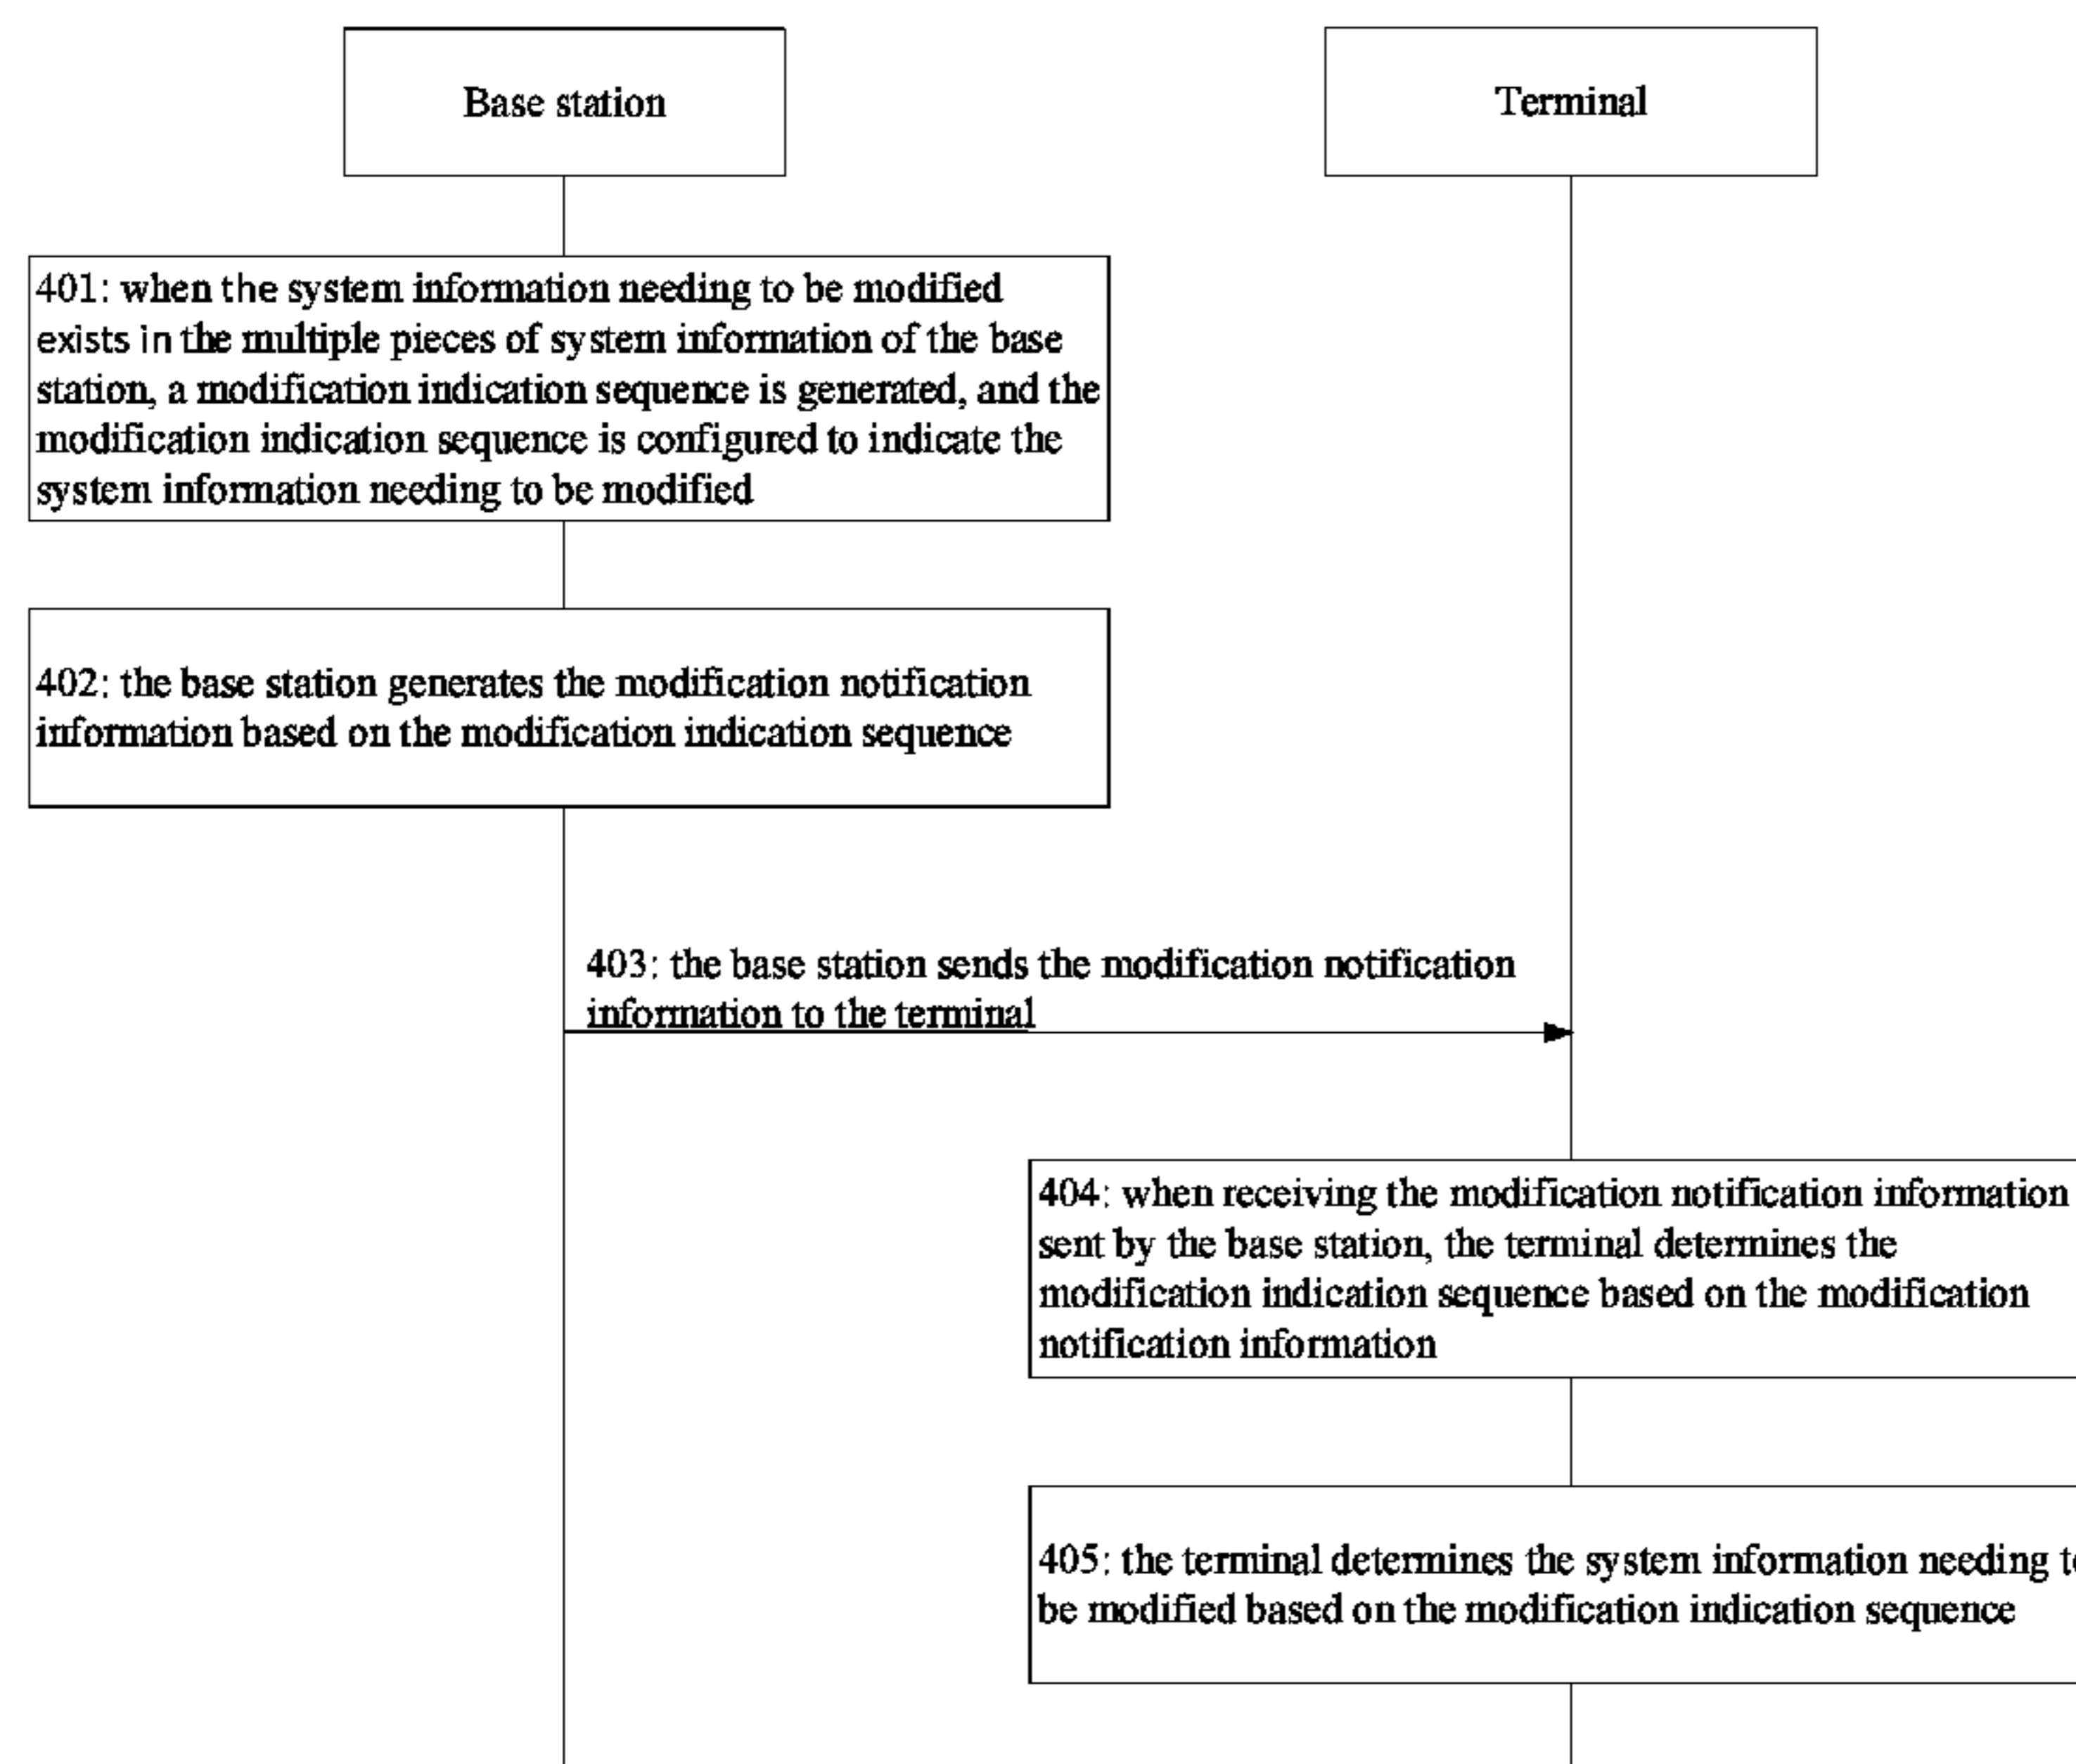 Base station
Terminal
401: when the system information needing to be modified
exists in the multiple pieces of system information of the base
station, a modification indication sequence is generated, and the
modification indication sequence is configured to indicate the
system information needing to be modified
402: the base station generates the modification notification
information based on the modification indication sequence
403: the base station sends the modification notification
information to the terminal
404: when receiving the modification notification information
sent by the base station, the terminal determines the
modification indication sequence based on the modification
notification information
405: the terminal determines the system information needing
be modified based on the modification indication sequence